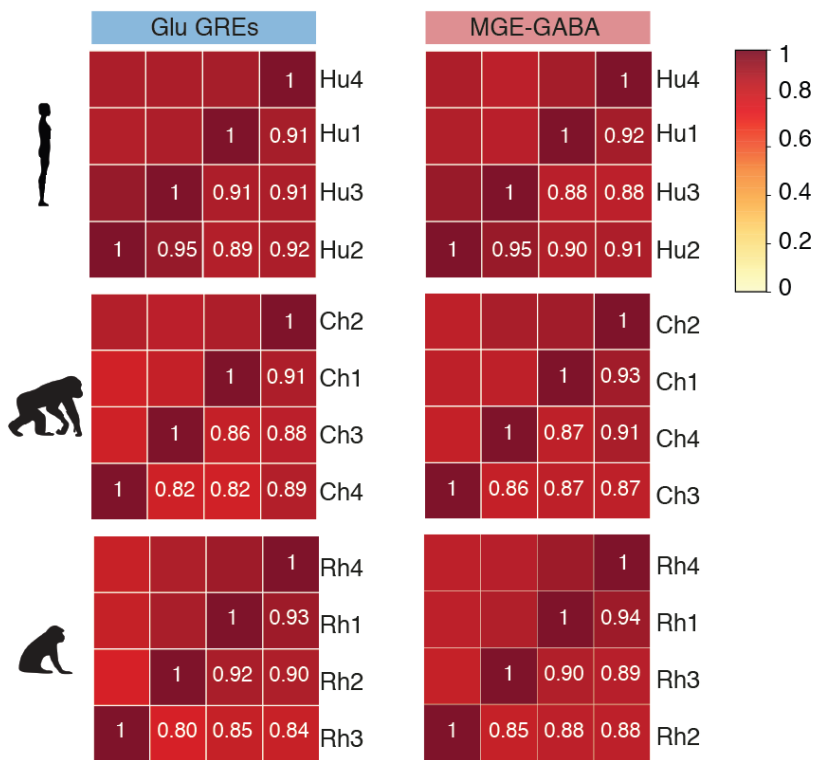 Glu GREs MGE-GABA
1 Hu4 1 Hu4 1
1 0.91 Hu1 1 0.92 Hu1 0.8
0.6
1 0.91 0.91 Hu3 1 0.88 0.88 Hu3 0.4
1 0.95 0.89 0.92 Hu2 1 0.95 0.90 0.91 Hu2 0.2
0
1 Ch2 1 Ch2
1 0.91 Ch1 1 0.93 Ch1
1 0.86 0.88 Ch3 1 0.87 0.91 Ch4
1 0.82 0.82 0.89 Ch4 1 0.86 0.87 0.87 Ch3
1 Rh4 1 Rh4
1 0.93 Rh1 1 0.94 Rh1
1 0.92 0.90 Rh2 1 0.90 0.89 Rh3
1 0.80 0.85 0.84 Rh3 1 0.85 0.88 0.88 Rh2